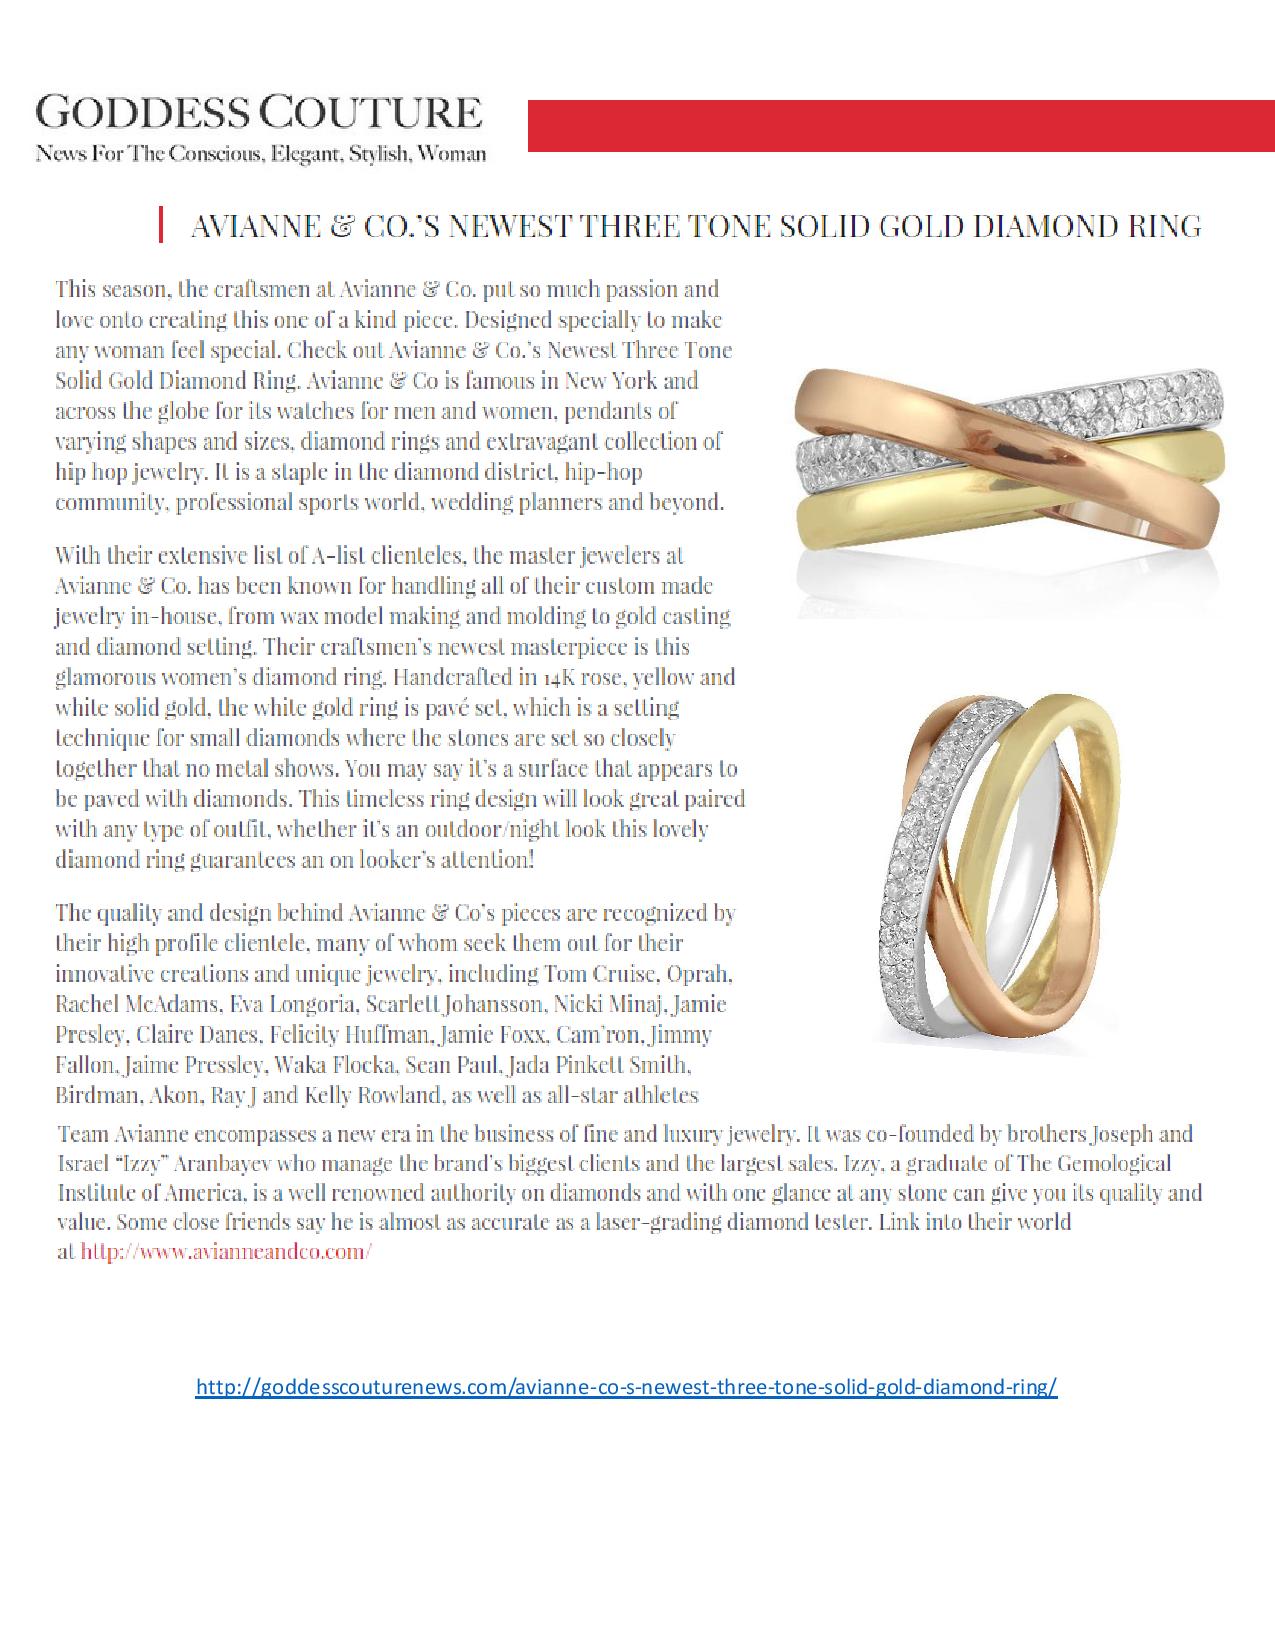 GODDESS COUTURE
News For The Conscious, Elegant, Stylish, Woman
AVIANNE & CO.'S NEWEST THREE TONE SOLID GOLD DIAMOND RING
This season, the craftsmen at Avianne & Co. put so much passion and
love onto creating this one of a kind piece. Designed specially to make
any woman feel special. Check out Avianne & Co.'s Newest Three Tone
Solid Gold Diamond Ring. Avianne & Co is famous in New York and
across the globe for its watches for men and women, pendants of
varying shapes and sizes, diamond rings and extravagant collection of
hip hop jewelry. It is a staple in the diamond district, hip-hop
community, professional sports world, wedding planners and beyond.
With their extensive list of A-list clienteles, the master jewelers at
Avianne & Co. has been known for handling all of their custom made
jewelry in-house, from wax model making and molding to gold casting
and diamond setting. Their craftsmen's newest masterpiece is this
glamorous women's diamond ring. Handcrafted in 14K rose, yellow and
white solid gold, the white gold ring is pavé set, which is a setting
technique for small diamonds where the stones are set so closely
together that no metal shows. You may say it's a surface that appears to
be paved with diamonds. This timeless ring design will look great paired
with any type of outfit, whether it's an outdoor/night look this lovely
diamond ring guarantees an on looker's attention!
The quality and design behind Avianne & Co's pieces are recognized by
their high profile clientele, many of whom seek them out for their
innovative creations and unique jewelry, including Tom Cruise, Oprah,
Rachel McAdams, Eva Longoria, Scarlett Johansson, Nicki Minaj, Jamie
Presley, Claire Danes, Felicity Huffman, Jamie Foxx, Cam'ron, Jimmy
Fallon, Jaime Pressley, Waka Flocka, Sean Paul, Jada Pinkett Smith,
Birdman, Akon, Ray J and Kelly Rowland, as well as all-star athletes
Team Avianne encompasses a new era in the business of fine and luxury jewelry. It was co-founded by brothers Joseph and
Israel “Izzy” Aranbayev who manage the brand's biggest clients and the largest sales. Izzy, a graduate of The Gemological
Institute of America, is a well renowned authority on diamonds and with one glance at any stone can give you its quality and
value. Some close friends say he is almost as accurate as a laser-grading diamond tester. Link into their world
at http://www.avianneandco.com/
http://goddesscouturenews.com/avianne-co-s-newest-three-tone-solid-gold-diamond-ring/